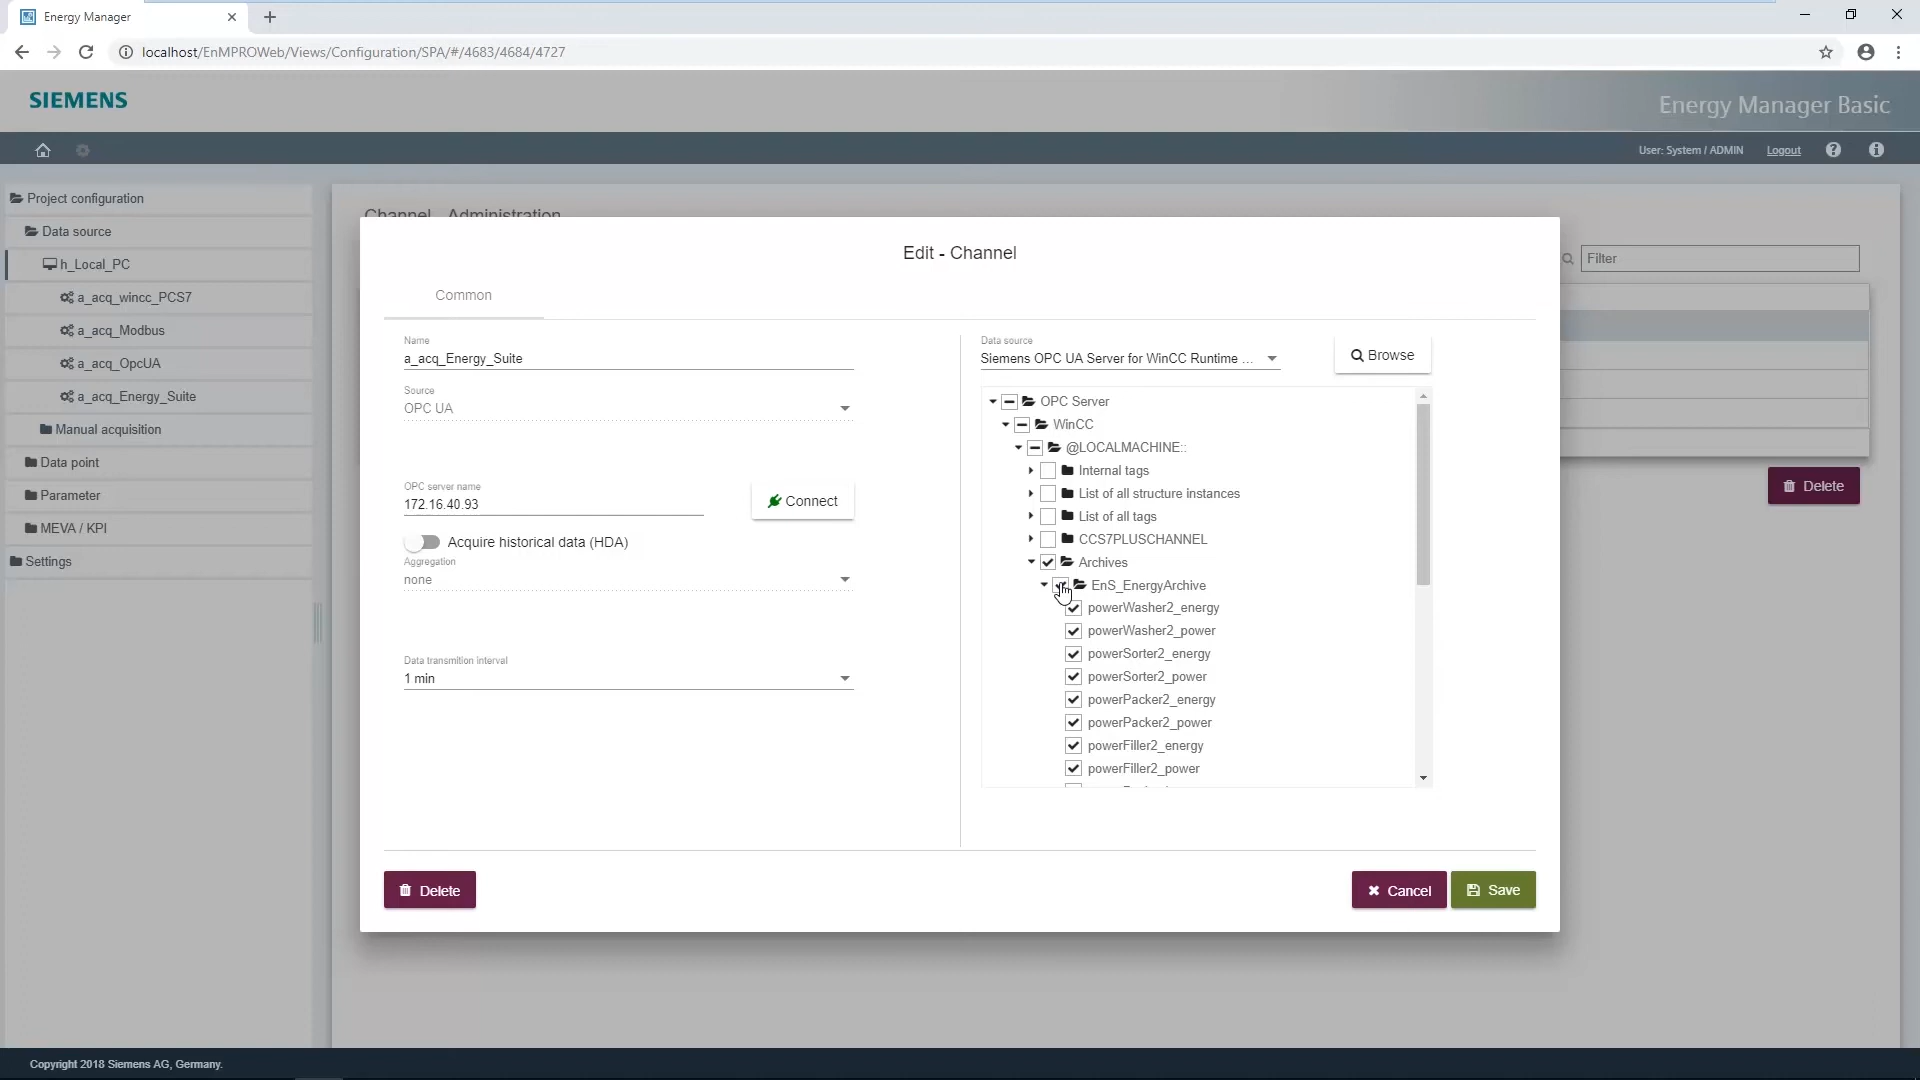 Energy Manager
localhost/EnMPROWeb/Views/Configuration/SPA/#/4683/4684/4727
SIEMENS
Energy Manager Basic
User: System / ADMIN
Logout
Project configuration
Data source
h_Local_PC
a_acq_wincc_PCS7
a_acq_Modbus
a_acq_OpcUA
a_acq_Energy_Suite
Manual acquisition
Data point
Parameter
MEVA / KPI
Settings
Channel - Administration
Filter
Delete
Edit - Channel
Common
Name
a_acq_Energy_Suite
Source
OPC UA
OPC server name
172.16.40.93
Connect
Acquire historical data (HDA)
Aggregation
none
Data transmition interval
1 min
Data source
Siemens OPC UA Server for WinCC Runtime ...
Browse
OPC Server
WinCC
@LOCALMACHINE::
Internal tags
List of all structure instances
List of all tags
CCS7PLUSCHANNEL
Archives
EnS_EnergyArchive
powerWasher2_energy
powerWasher2_power
powerSorter2_energy
powerSorter2_power
powerPacker2_energy
powerPacker2_power
powerFiller2_energy
powerFiller2_power
Delete
Cancel
Save
Copyright 2018 Siemens AG, Germany.